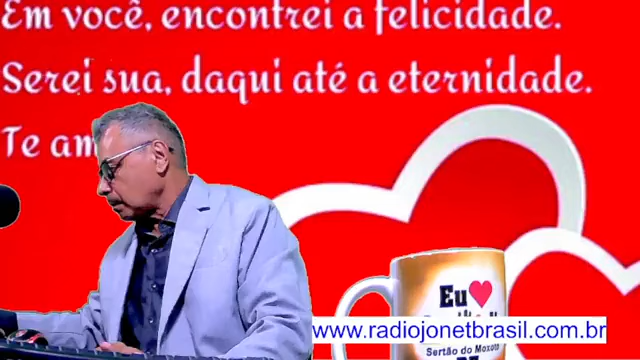 Em você, encontrei a felicidade.
Serei sua, daqui até a eternidade.
Te am
Eu
Sertão do Moxotó
www.radiojonetbrasil.com.br